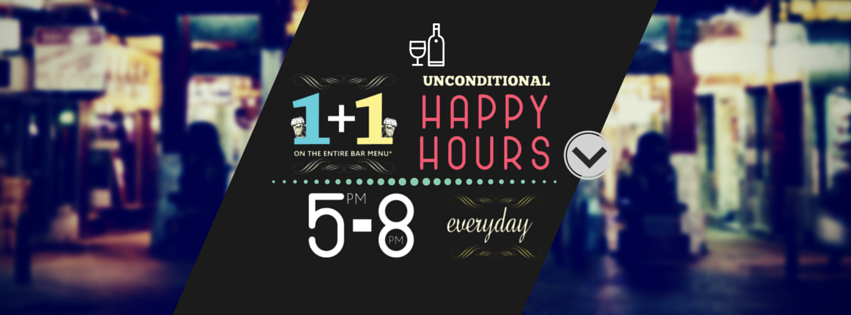 UNCONDITIONAL
1+1
HAPPY
HOURS
ON THE ENTIRE BAR MENU*
5PM-8PM
everyday